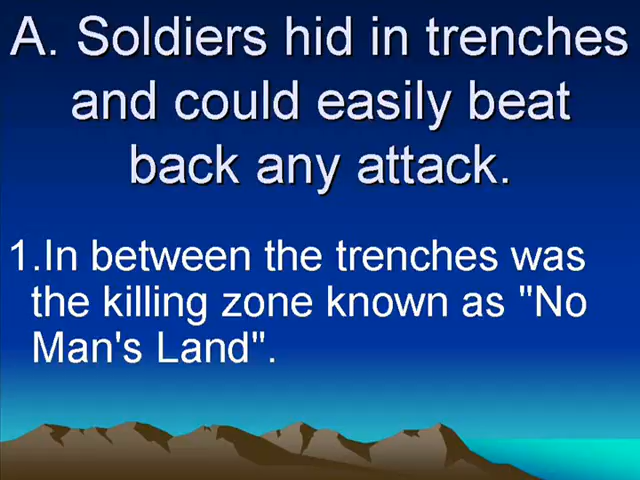 A. Soldiers hid in trenches
and could easily beat
back any attack.
1.In between the trenches was
the killing zone known as "No
Man's Land".